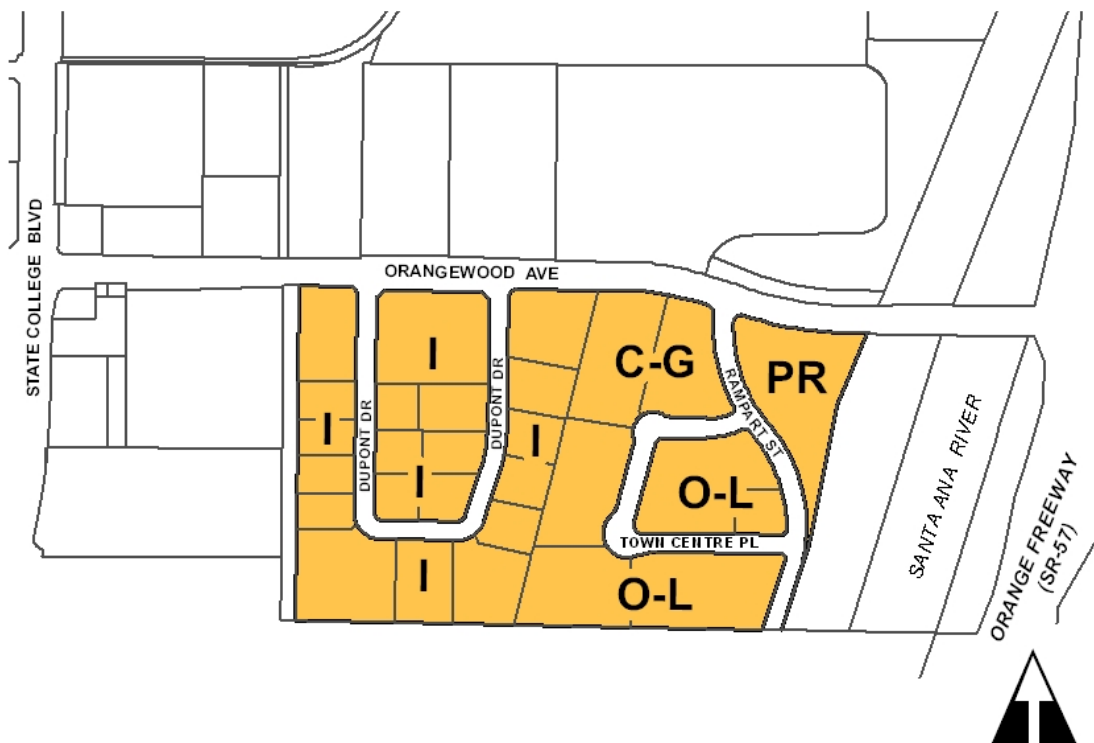 ORANGEWOOD AVE
STATE COLLEGE BLVD
I
C-G
PR
DUPONT DR
DUPONT DR
RAMPART ST
I
I
I
O-L
SANTA ANA RIVER
TOWN CENTRE PL
ORANGE FREEWAY
(SR-57)
I
O-L